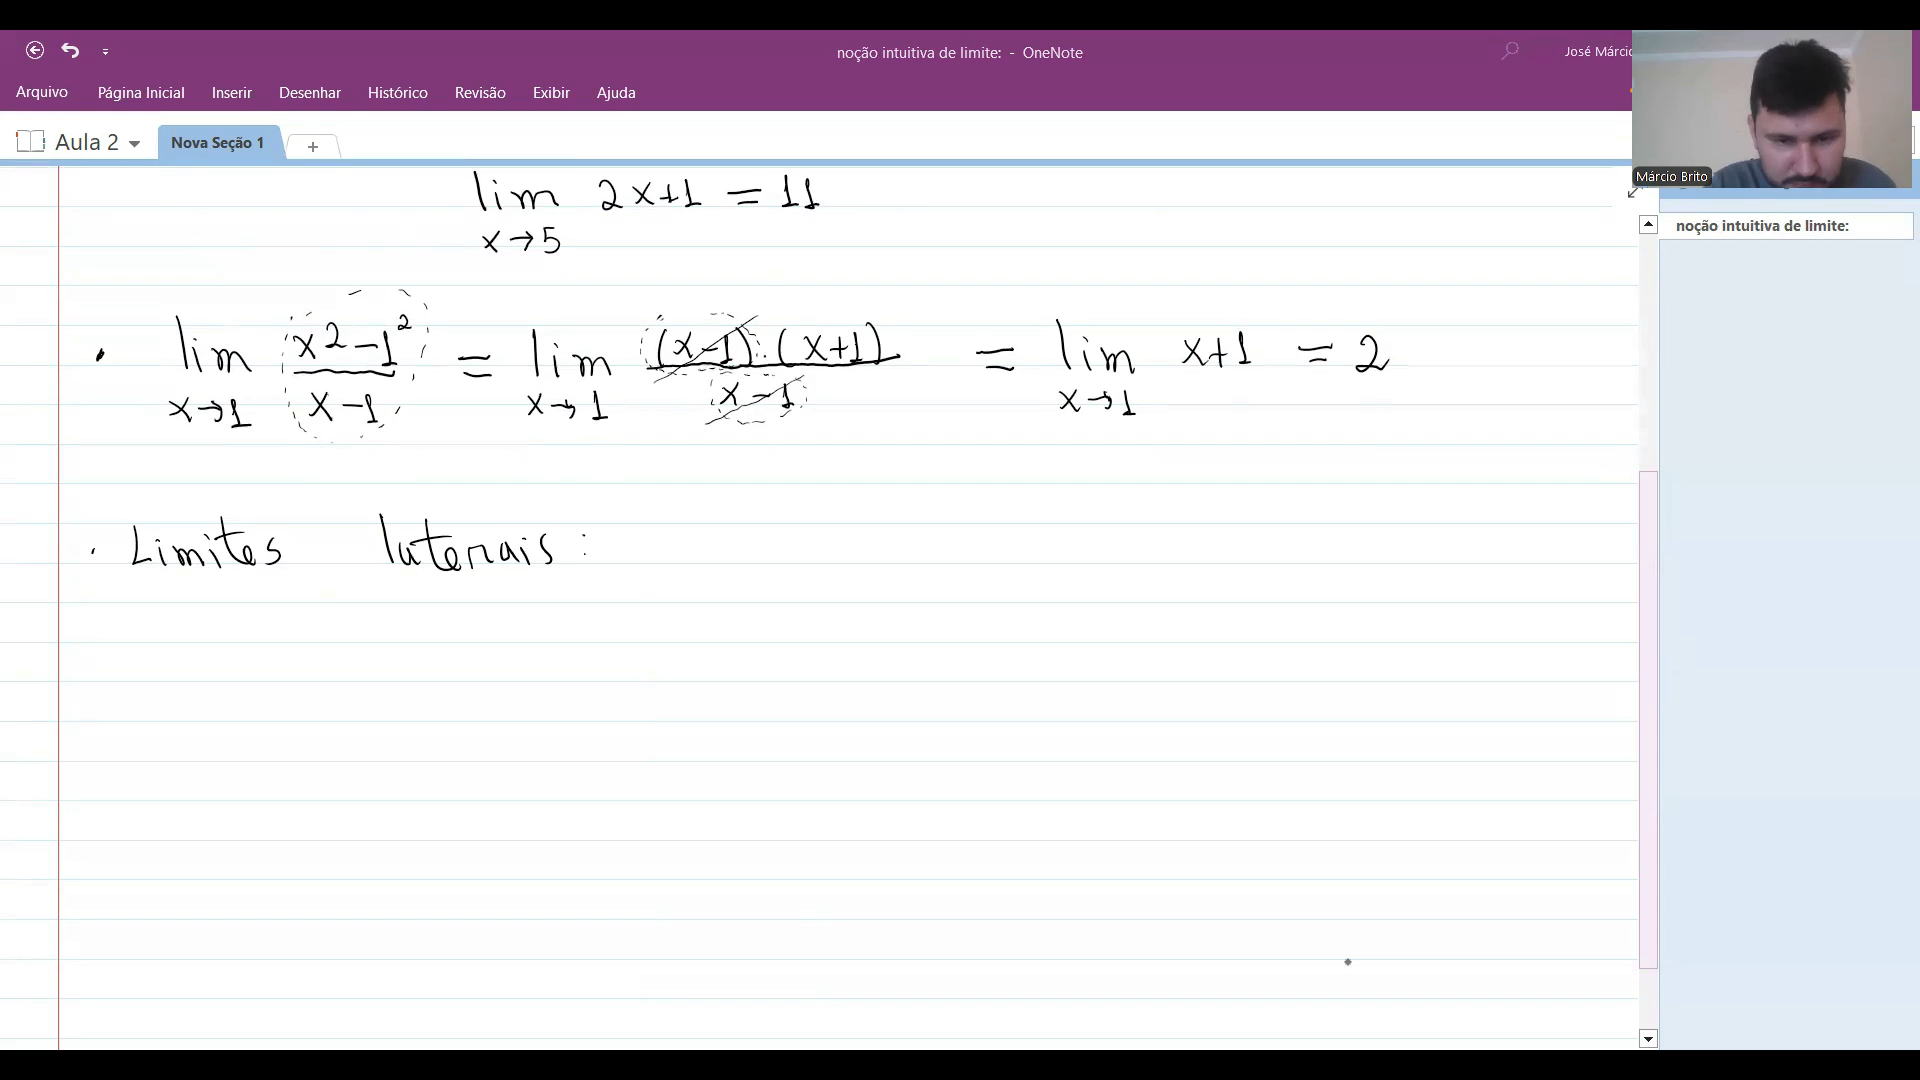 noção intuitiva de limite: - OneNote
José Márcio
Arquivo Página Inicial Inserir Desenhar Histórico Revisão Exibir Ajuda
Aula 2 Nova Seção 1 +
Márcio Brito
noção intuitiva de limite:
lim 2x+1 = 11
x→5
. lim x²-1² = lim (x-1).(x+1) = lim x+1 = 2
x→1 x-1 x→1 x-1 x→1
. Limites laterais: